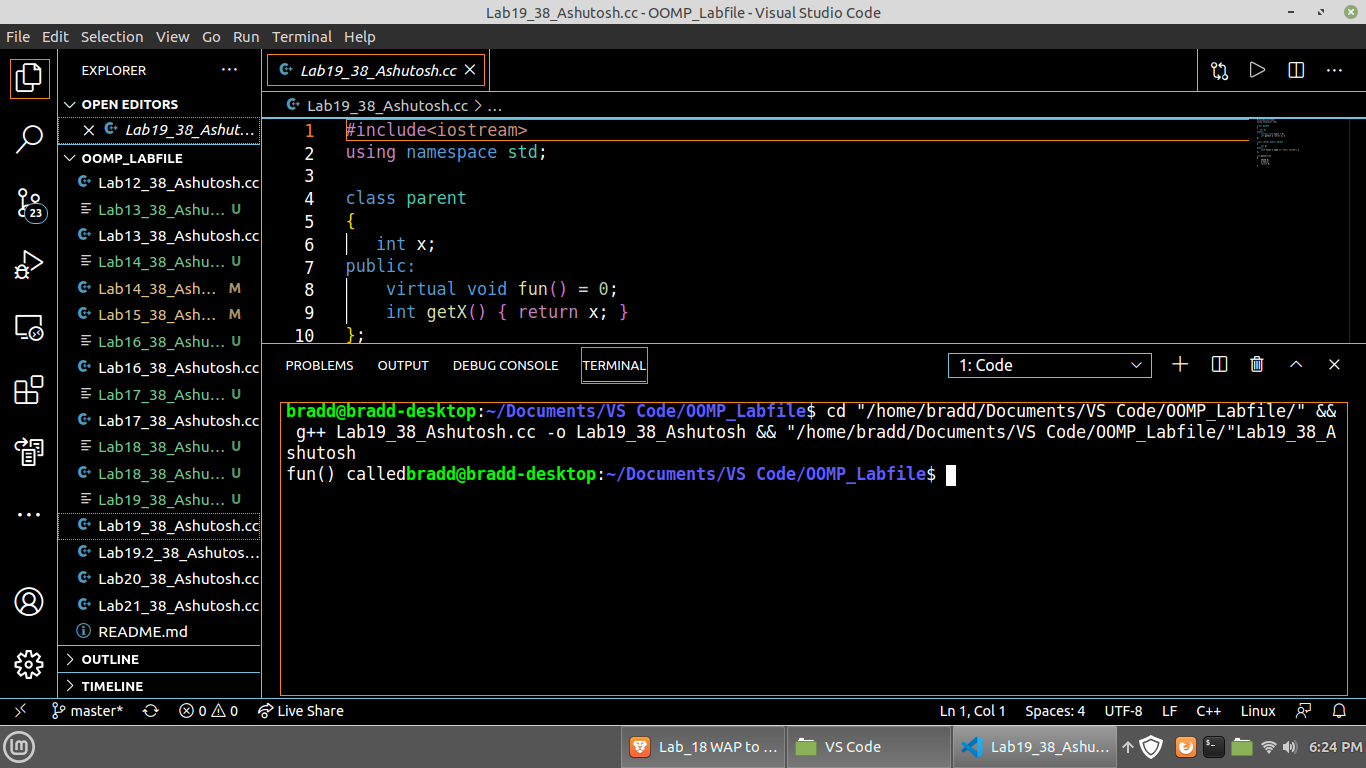 Lab19_38_Ashutosh.cc - OOMP_Labfile - Visual Studio Code
File Edit Selection View Go Run Terminal Help
EXPLORER ...
OPEN EDITORS
Lab19_38_Ashut...
OOMP_LABFILE
Lab12_38_Ashutosh.cc
Lab13_38_Ashu... U
Lab13_38_Ashutosh.cc
Lab14_38_Ashu... U
Lab14_38_Ash... M
Lab15_38_Ash... M
Lab16_38_Ashu... U
Lab16_38_Ashutosh.cc
Lab17_38_Ashu... U
Lab17_38_Ashutosh.cc
Lab18_38_Ashu... U
Lab18_38_Ashu... U
Lab19_38_Ashu... U
Lab19_38_Ashutosh.cc
Lab19.2_38_Ashutos...
Lab20_38_Ashutosh.cc
Lab21_38_Ashutosh.cc
README.md
OUTLINE
TIMELINE
23
Lab19_38_Ashutosh.cc
Lab19_38_Ashutosh.cc > ...
1 #include<iostream>
2 using namespace std;
3
4 class parent
5 {
6 int x;
7 public:
8 virtual void fun() = 0;
9 int getX() { return x; }
10 };
PROBLEMS OUTPUT DEBUG CONSOLE TERMINAL 1: Code
bradd@bradd-desktop:~/Documents/VS Code/OOMP_Labfile$ cd "/home/bradd/Documents/VS Code/OOMP_Labfile/" &&
g++ Lab19_38_Ashutosh.cc -o Lab19_38_Ashutosh && "/home/bradd/Documents/VS Code/OOMP_Labfile/"Lab19_38_A
shutosh
fun() calledbradd@bradd-desktop:~/Documents/VS Code/OOMP_Labfile$
master* 0 0 Live Share Ln 1, Col 1 Spaces: 4 UTF-8 LF C++ Linux
Lab_18 WAP to ... VS Code Lab19_38_Ashu... 6:24 PM